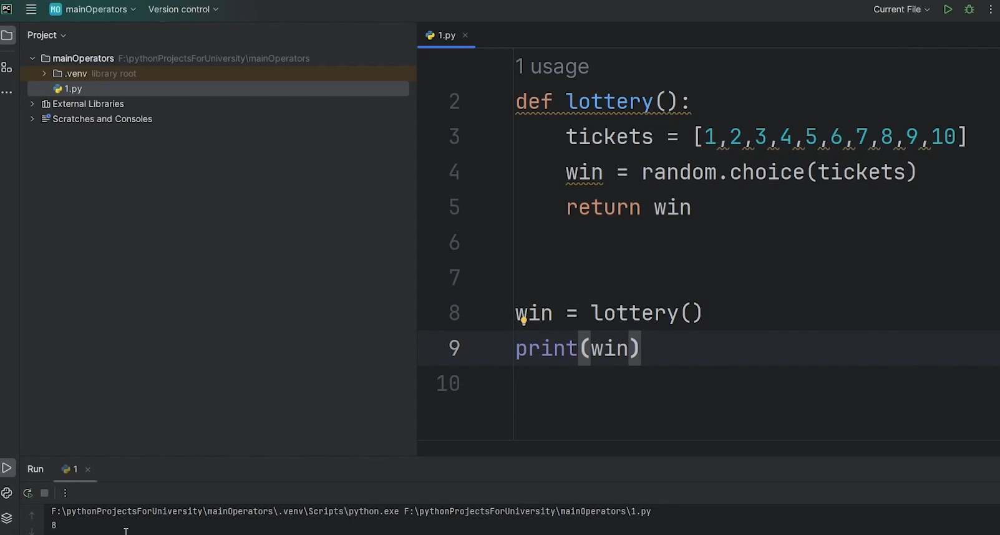 PC MO mainOperators Version control Current File
Project
1.py
mainOperators F:\pythonProjectsForUniversity\mainOperators
.venv library root
1.py
External Libraries
Scratches and Consoles
1 usage
2 def lottery():
3 tickets = [1,2,3,4,5,6,7,8,9,10]
4 win = random.choice(tickets)
5 return win
6
7
8 win = lottery()
9 print(win)
10
Run 1
F:\pythonProjectsForUniversity\mainOperators\.venv\Scripts\python.exe F:\pythonProjectsForUniversity\mainOperators\1.py
8